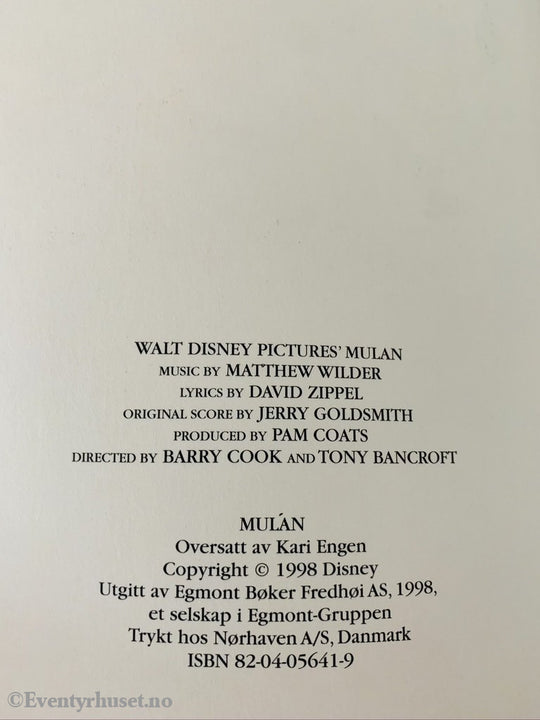 WALT DISNEY PICTURES' MULAN
MUSIC BY MATTHEW WILDER
LYRICS BY DAVID ZIPPEL
ORIGINAL SCORE BY JERRY GOLDSMITH
PRODUCED BY PAM COATS
DIRECTED BY BARRY COOK AND TONY BANCROFT
MULÁN
Oversatt av Kari Engen
Copyright © 1998 Disney
Utgitt av Egmont Bøker Fredhøi AS, 1998,
et selskap i Egmont-Gruppen
Trykt hos Nørhaven A/S, Danmark
ISBN 82-04-05641-9
©Eventyrhuset.no